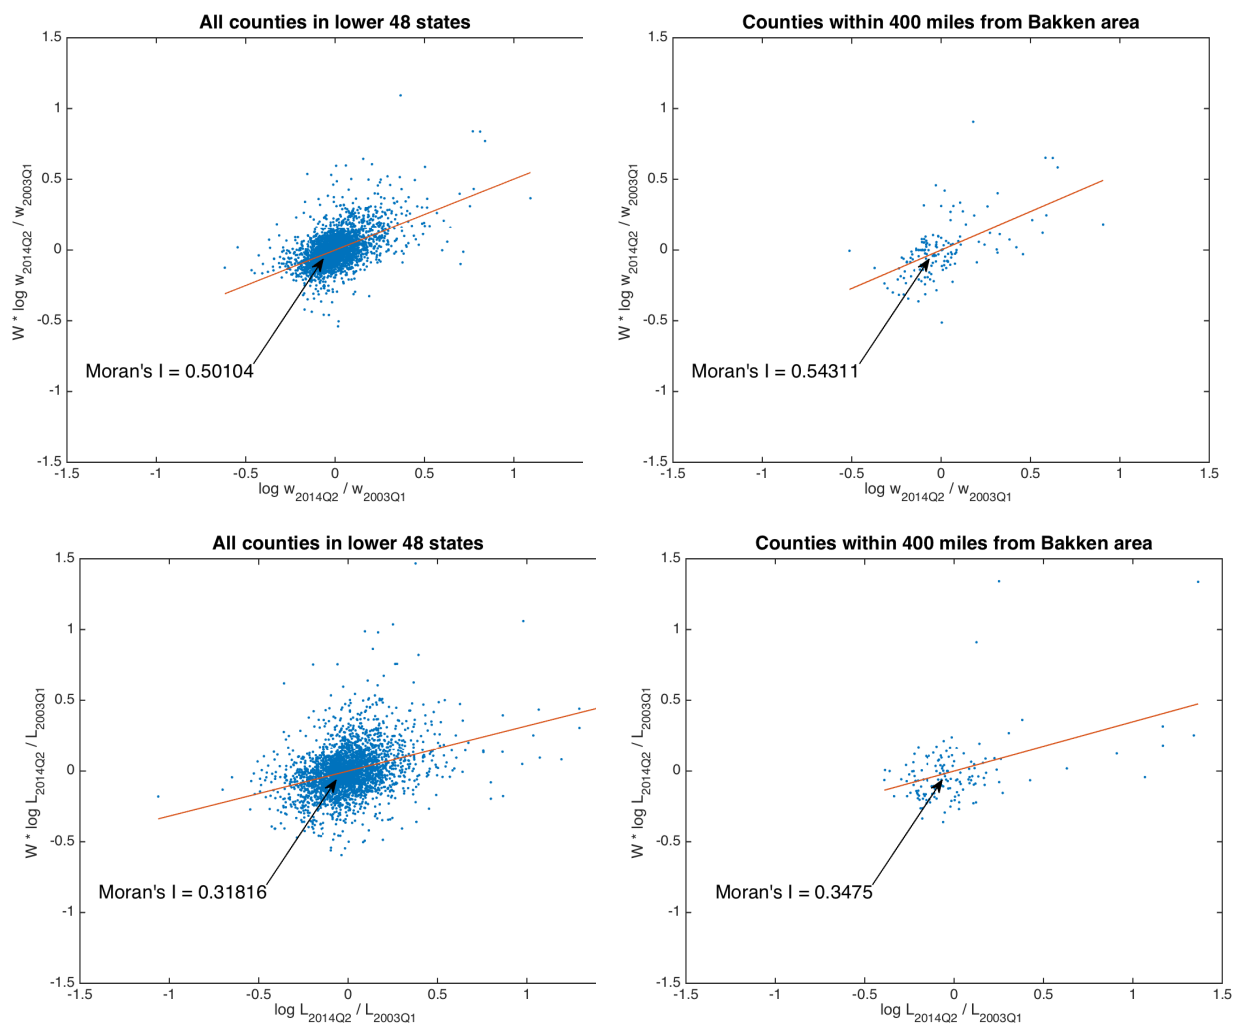 All counties in lower 48 states
1.5
1
0.5
0
-0.5
-1
-1.5
W * log w2014Q2 / w2003Q1
Moran's I = 0.50104
-1.5 -1 -0.5 0 0.5 1
log w2014Q2 / w2003Q1
Counties within 400 miles from Bakken area
1.5
1
0.5
0
-0.5
-1
-1.5
W * log w2014Q2 / w2003Q1
Moran's I = 0.54311
-1.5 -1 -0.5 0 0.5 1 1.5
log w2014Q2 / w2003Q1
All counties in lower 48 states
1.5
1
0.5
0
-0.5
-1
-1.5
W * log L2014Q2 / L2003Q1
Moran's I = 0.31816
-1.5 -1 -0.5 0 0.5 1
log L2014Q2 / L2003Q1
Counties within 400 miles from Bakken area
1.5
1
0.5
0
-0.5
-1
-1.5
W * log L2014Q2 / L2003Q1
Moran's I = 0.3475
-1.5 -1 -0.5 0 0.5 1 1.5
log L2014Q2 / L2003Q1